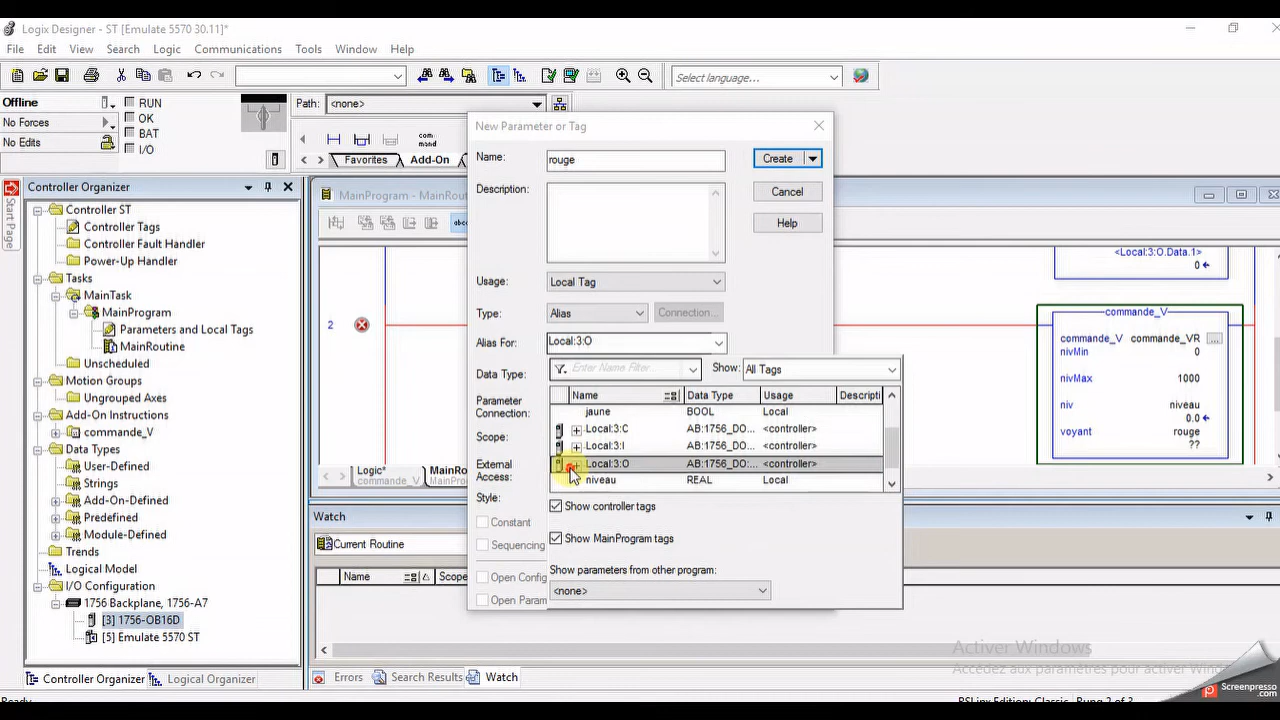 Logix Designer - ST [Emulate 5570 30.11]*
File Edit View Search Logic Communications Tools Window Help
Select language...
Offline RUN
No Forces OK
No Edits BAT
I/O
Path: <none>
Favorites Add-On
Start Page
Controller Organizer
Controller ST
Controller Tags
Controller Fault Handler
Power-Up Handler
Tasks
MainTask
MainProgram
Parameters and Local Tags
MainRoutine
Unscheduled
Motion Groups
Ungrouped Axes
Add-On Instructions
commande_V
Data Types
User-Defined
Strings
Add-On-Defined
Predefined
Module-Defined
Trends
Logical Model
I/O Configuration
1756 Backplane, 1756-A7
[3] 1756-OB16D
[5] Emulate 5570 ST
Controller Organizer Logical Organizer
MainProgram - MainRou
2
Logic*
commande_V
MainRo
MainProg
<Local:3:O.Data.1>
0
commande_V
commande_V commande_VR ...
nivMin 0
nivMax 1000
niv niveau
0.0
voyant rouge
??
New Parameter or Tag
Name: rouge
Description:
Usage: Local Tag
Type: Alias Connection...
Alias For: Local:3:O
Data Type:
Parameter Connection:
Scope:
External Access:
Style:
Constant
Sequencing
Open Config
Open Param
Create
Cancel
Help
Enter Name Filter... Show: All Tags
Name Data Type Usage Descripti
jaune BOOL Local
Local:3:C AB:1756_DO... <controller>
Local:3:I AB:1756_DO... <controller>
Local:3:O AB:1756_DO:... <controller>
niveau REAL Local
Show controller tags
Show MainProgram tags
Show parameters from other program:
<none>
Watch
Current Routine
Name Scope
Errors Search Results Watch
Activer Windows
Accédez aux paramètres pour activer Win
Screenpresso
.com
Ready
RSLinx Edition: Classic Rung 2 of 3